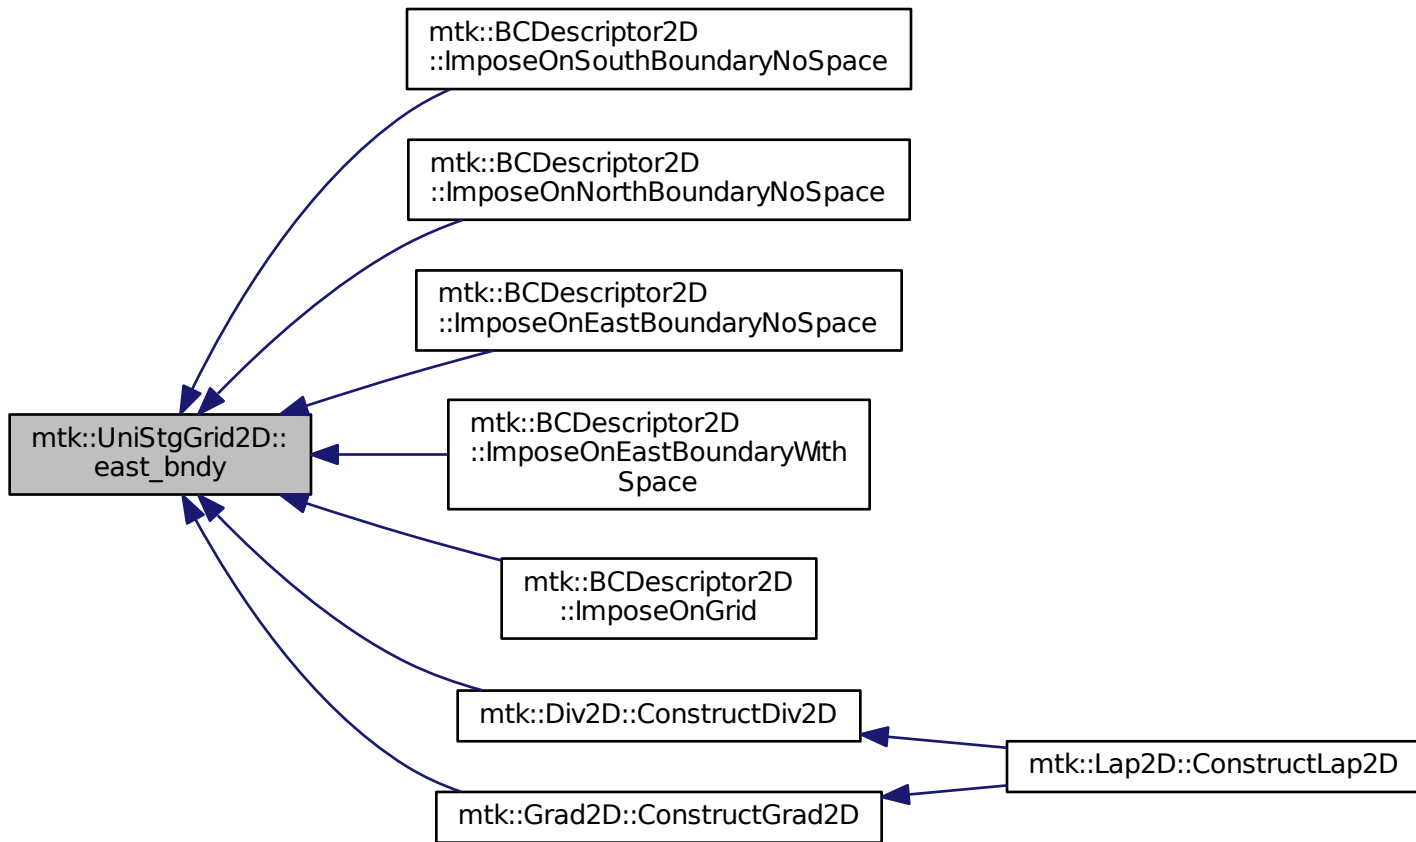 mtk::BCDescriptor2D
::ImposeOnSouthBoundaryNoSpace
mtk::BCDescriptor2D
::ImposeOnNorthBoundaryNoSpace
mtk::BCDescriptor2D
::ImposeOnEastBoundaryNoSpace
mtk::UniStgGrid2D::
east_bndy
mtk::BCDescriptor2D
::ImposeOnEastBoundaryWith
Space
mtk::BCDescriptor2D
::ImposeOnGrid
mtk::Div2D::ConstructDiv2D
mtk::Lap2D::ConstructLap2D
mtk::Grad2D::ConstructGrad2D